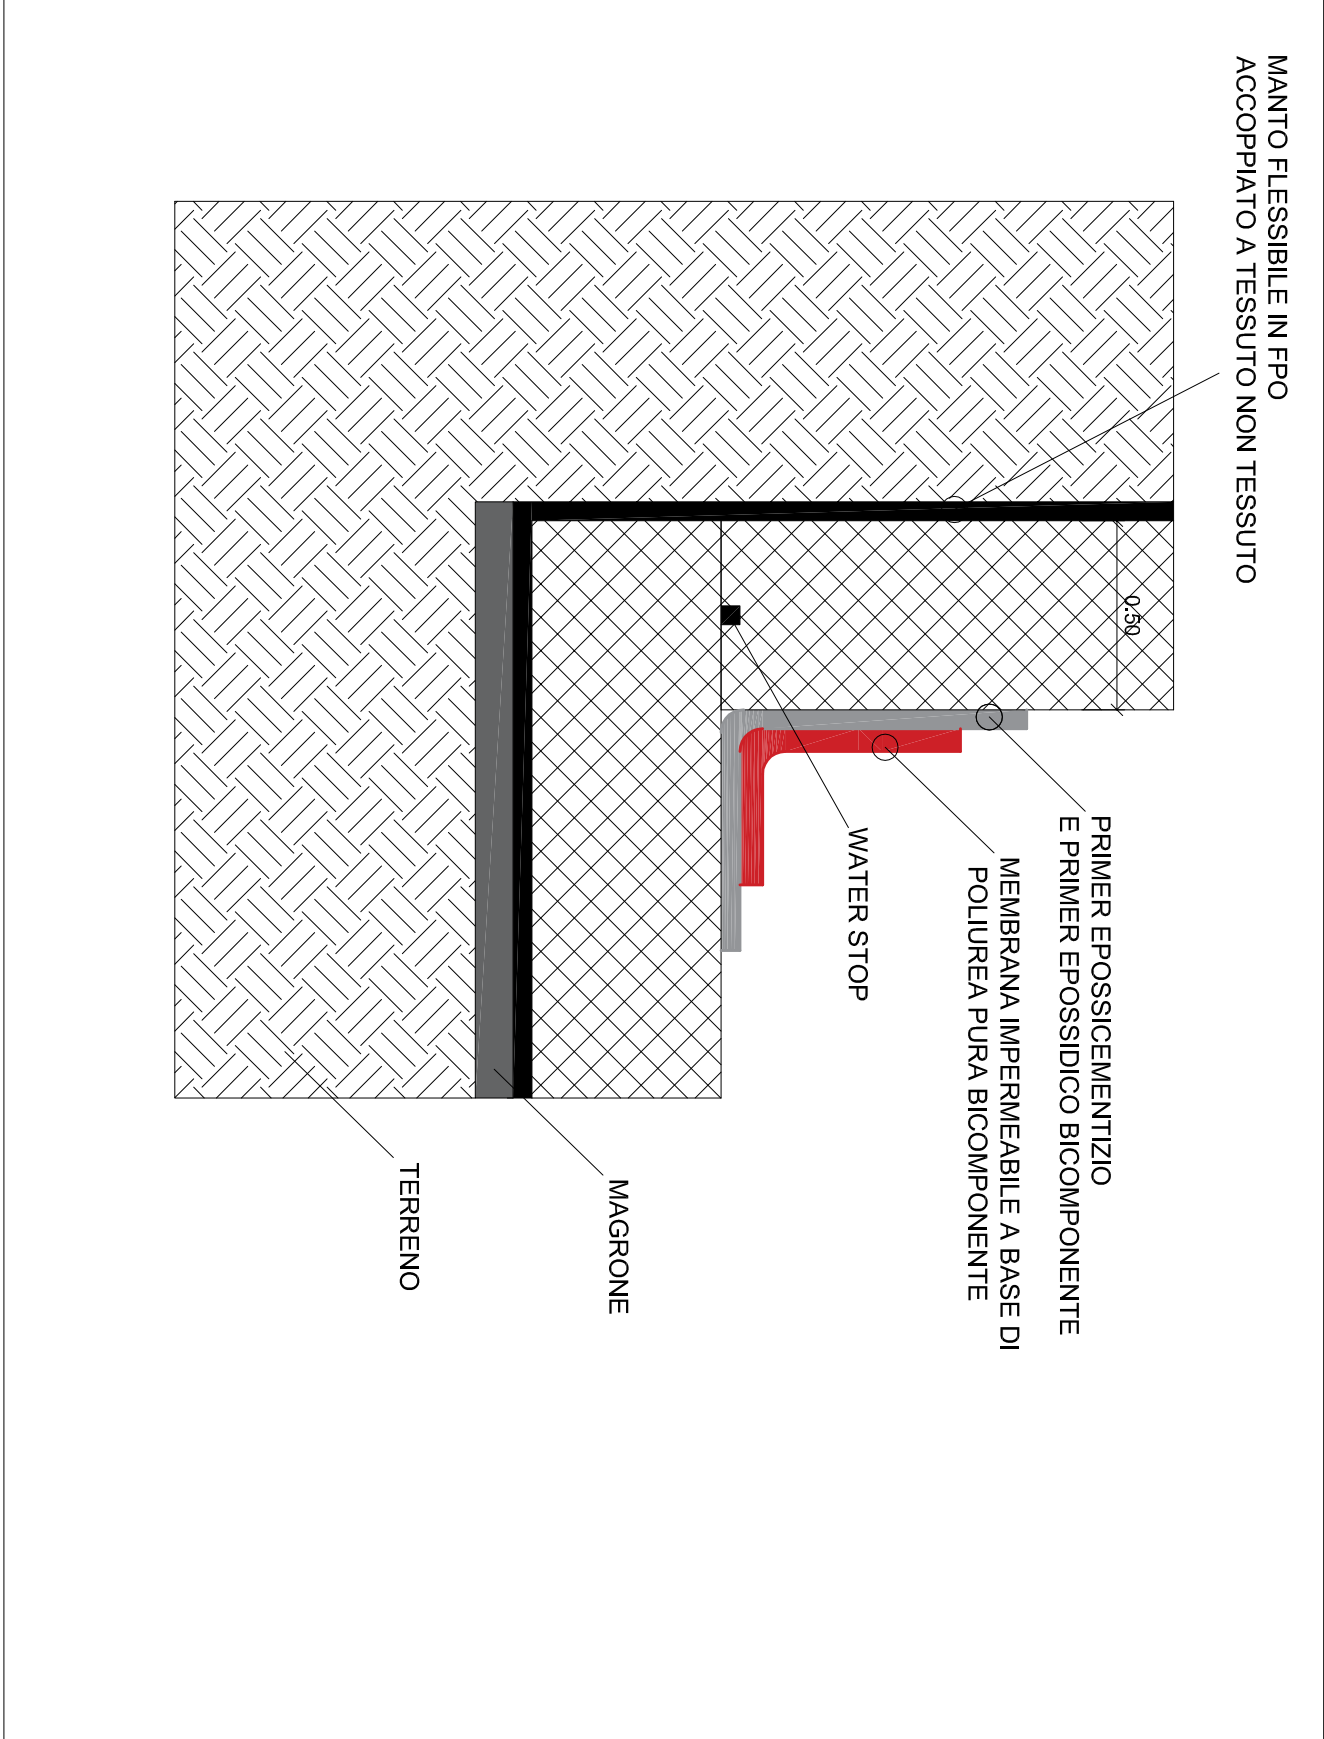 MANTO FLESSIBILE IN FPO
ACCOPPIATO A TESSUTO NON TESSUTO
0.50
PRIMER EPOSSICEMENTIZIO
E PRIMER EPOSSIDICO BICOMPONENTE
MEMBRANA IMPERMEABILE A BASE DI
POLIUREA PURA BICOMPONENTE
WATER STOP
MAGRONE
TERRENO